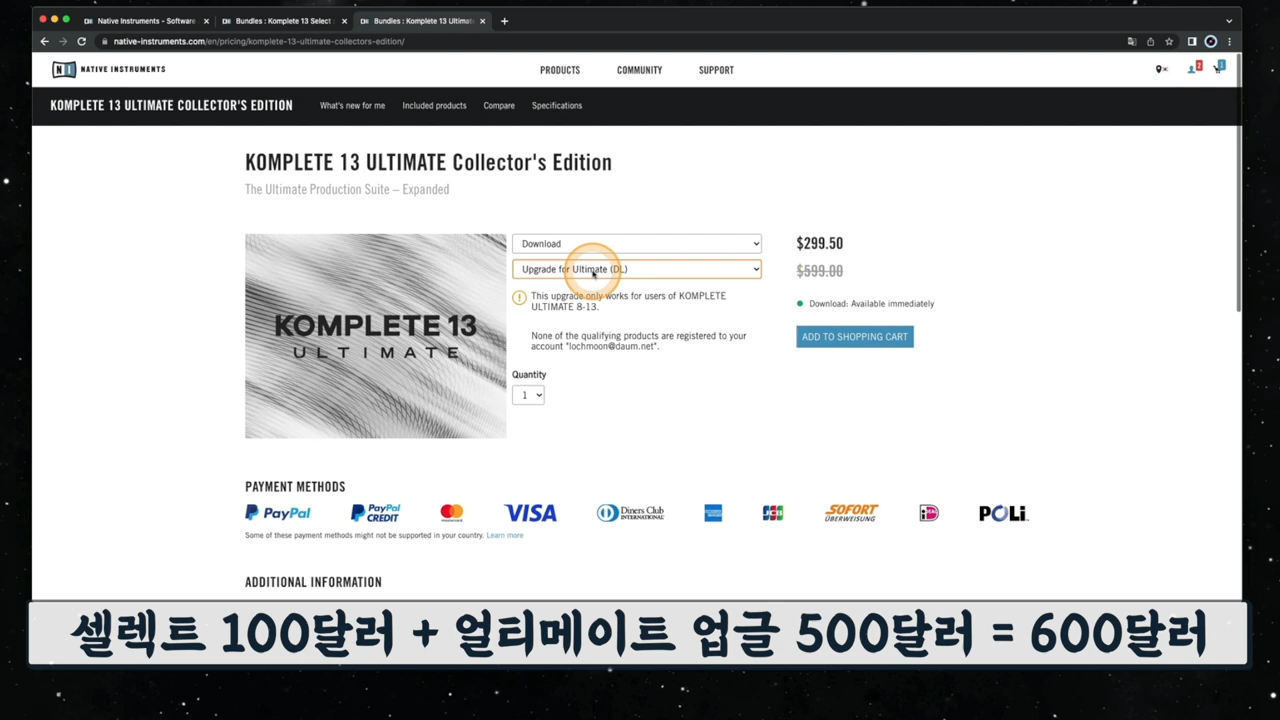 Native Instruments - Software
Bundles : Komplete 13 Select
Bundles : Komplete 13 Ultimate
native-instruments.com/en/pricing/komplete-13-ultimate-collectors-edition/
NATIVE INSTRUMENTS
PRODUCTS
COMMUNITY
SUPPORT
2
1
KOMPLETE 13 ULTIMATE COLLECTOR'S EDITION
What's new for me
Included products
Compare
Specifications
KOMPLETE 13 ULTIMATE Collector's Edition
The Ultimate Production Suite – Expanded
KOMPLETE 13
ULTIMATE
Download
Upgrade for Ultimate (DL)
This upgrade only works for users of KOMPLETE
ULTIMATE 8-13.
None of the qualifying products are registered to your
account "lochmoon@daum.net".
Quantity
1
$299.50
$599.00
Download: Available immediately
ADD TO SHOPPING CART
PAYMENT METHODS
PayPal
PayPal
CREDIT
mastercard
VISA
Diners Club
INTERNATIONAL
JCB
SOFORT
ÜBERWEISUNG
POLi
Some of these payment methods might not be supported in your country. Learn more
ADDITIONAL INFORMATION
셀렉트 100달러 + 얼티메이트 업글 500달러 = 600달러